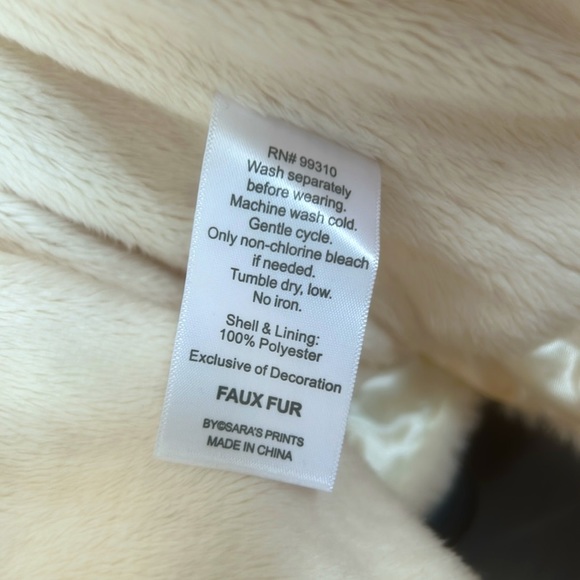 RN# 99310
Wash separately
before wearing.
Machine wash cold.
Gentle cycle.
Only non-chlorine bleach
if needed.
Tumble dry, low.
No iron.
Shell & Lining:
100% Polyester
Exclusive of Decoration
FAUX FUR
BY©SARA'S PRINTS
MADE IN CHINA